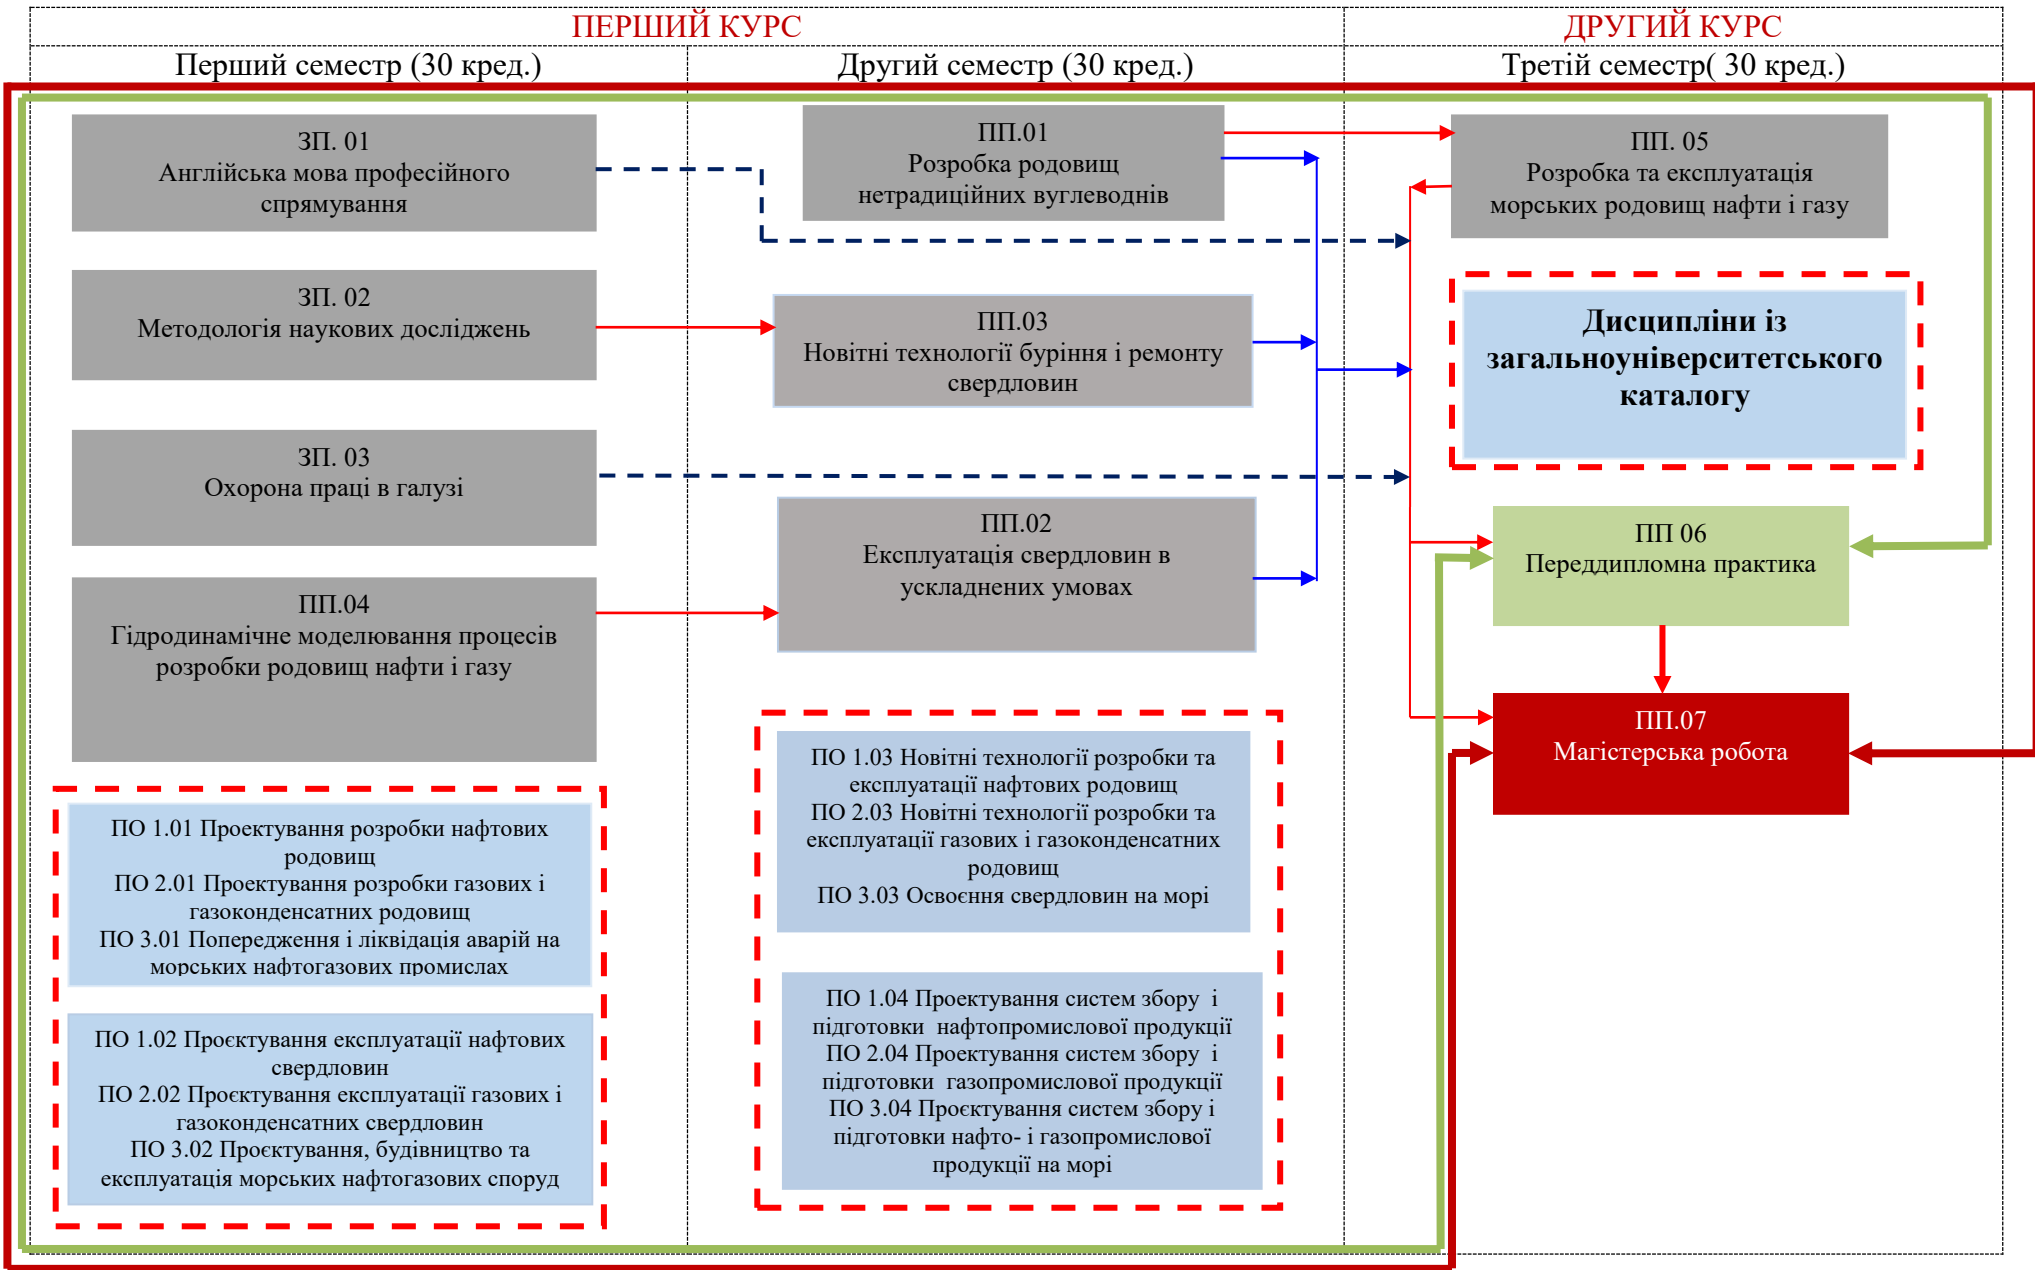 ПЕРШИЙ КУРС
ДРУГИЙ КУРС
Перший семестр (30 кред.)
Другий семестр (30 кред.)
Третій семестр( 30 кред.)
ЗП. 01
Англійська мова професійного
спрямування
ЗП. 02
Методологія наукових досліджень
ЗП. 03
Охорона праці в галузі
ПП.04
Гідродинамічне моделювання процесів
розробки родовищ нафти і газу
ПО 1.01 Проектування розробки нафтових
родовищ
ПО 2.01 Проектування розробки газових і
газоконденсатних родовищ
ПО 3.01 Попередження і ліквідація аварій на
морських нафтогазових промислах
ПО 1.02 Проєктування експлуатації нафтових
свердловин
ПО 2.02 Проєктування експлуатації газових і
газоконденсатних свердловин
ПО 3.02 Проєктування, будівництво та
експлуатація морських нафтогазових споруд
ПП.01
Розробка родовищ
нетрадиційних вуглеводнів
ПП.03
Новітні технології буріння і ремонту
свердловин
ПП.02
Експлуатація свердловин в
ускладнених умовах
ПО 1.03 Новітні технології розробки та
експлуатації нафтових родовищ
ПО 2.03 Новітні технології розробки та
експлуатації газових і газоконденсатних
родовищ
ПО 3.03 Освоєння свердловин на морі
ПО 1.04 Проектування систем збору і
підготовки нафтопромислової продукції
ПО 2.04 Проектування систем збору і
підготовки газопромислової продукції
ПО 3.04 Проєктування систем збору і
підготовки нафто- і газопромислової
продукції на морі
ПП. 05
Розробка та експлуатація
морських родовищ нафти і газу
Дисципліни із
загальноуніверситетського
каталогу
ПП 06
Переддипломна практика
ПП.07
Магістерська робота